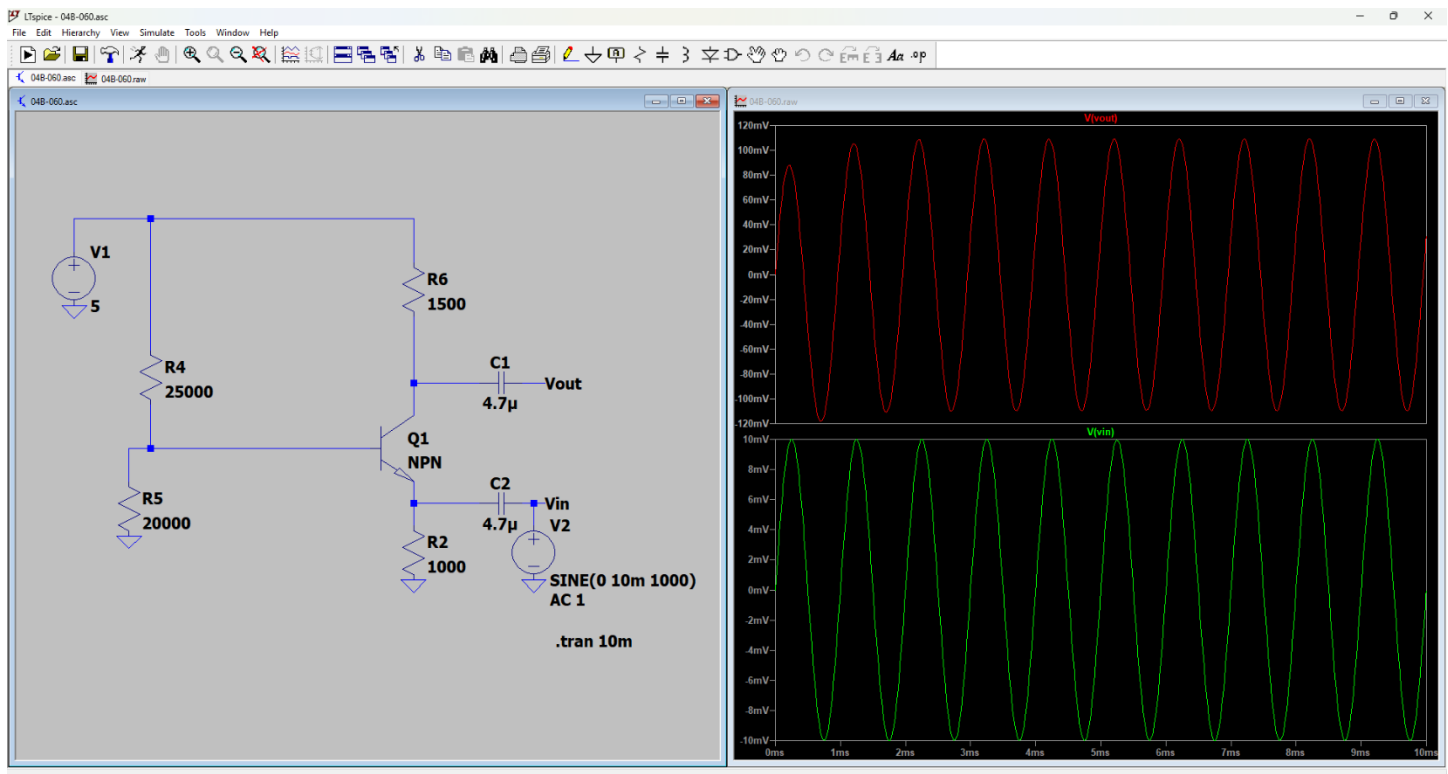 LTspice - 04B-060.asc
File Edit Hierarchy View Simulate Tools Window Help
A
Aa .op
04B-060.asc 04B-060.raw
04B-060.asc
V1
5
R4
25000
R5
20000
R6
1500
C1
4.7µ
Vout
Q1
NPN
C2
4.7µ
Vin
V2
R2
1000
SINE(0 10m 1000)
AC 1
.tran 10m
04B-060.raw
V(vout)
120mV
100mV
80mV
60mV
40mV
20mV
0mV
-20mV
-40mV
-60mV
-80mV
-100mV
-120mV
V(vin)
10mV
8mV
6mV
4mV
2mV
0mV
-2mV
-4mV
-6mV
-8mV
-10mV
0ms 1ms 2ms 3ms 4ms 5ms 6ms 7ms 8ms 9ms 10ms